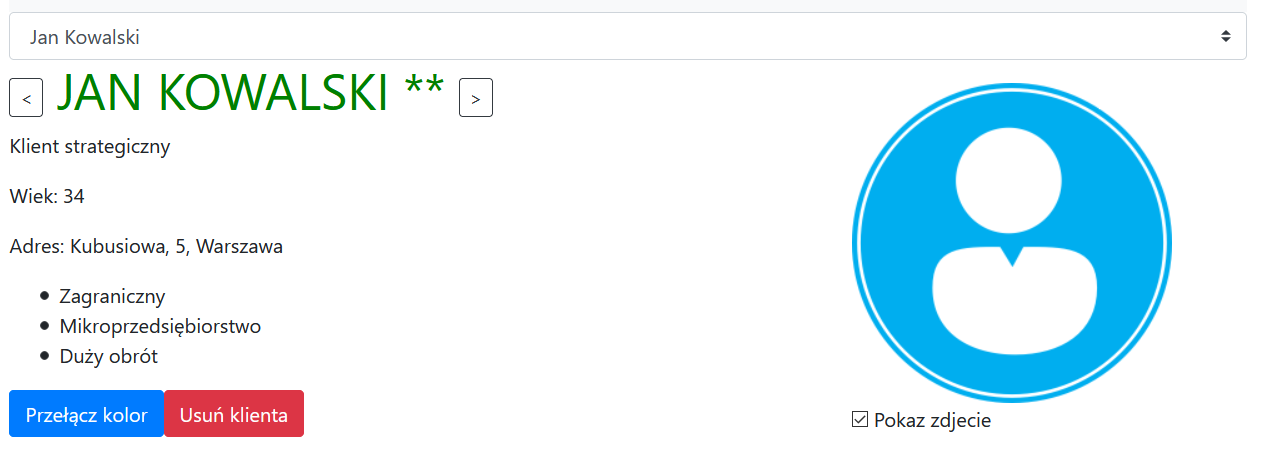 Jan Kowalski
< JAN KOWALSKI ** >
Klient strategiczny
Wiek: 34
Adres: Kubusiowa, 5, Warszawa
Zagraniczny
Mikroprzedsiębiorstwo
Duży obrót
Przełącz kolor Usuń klienta
Pokaz zdjecie